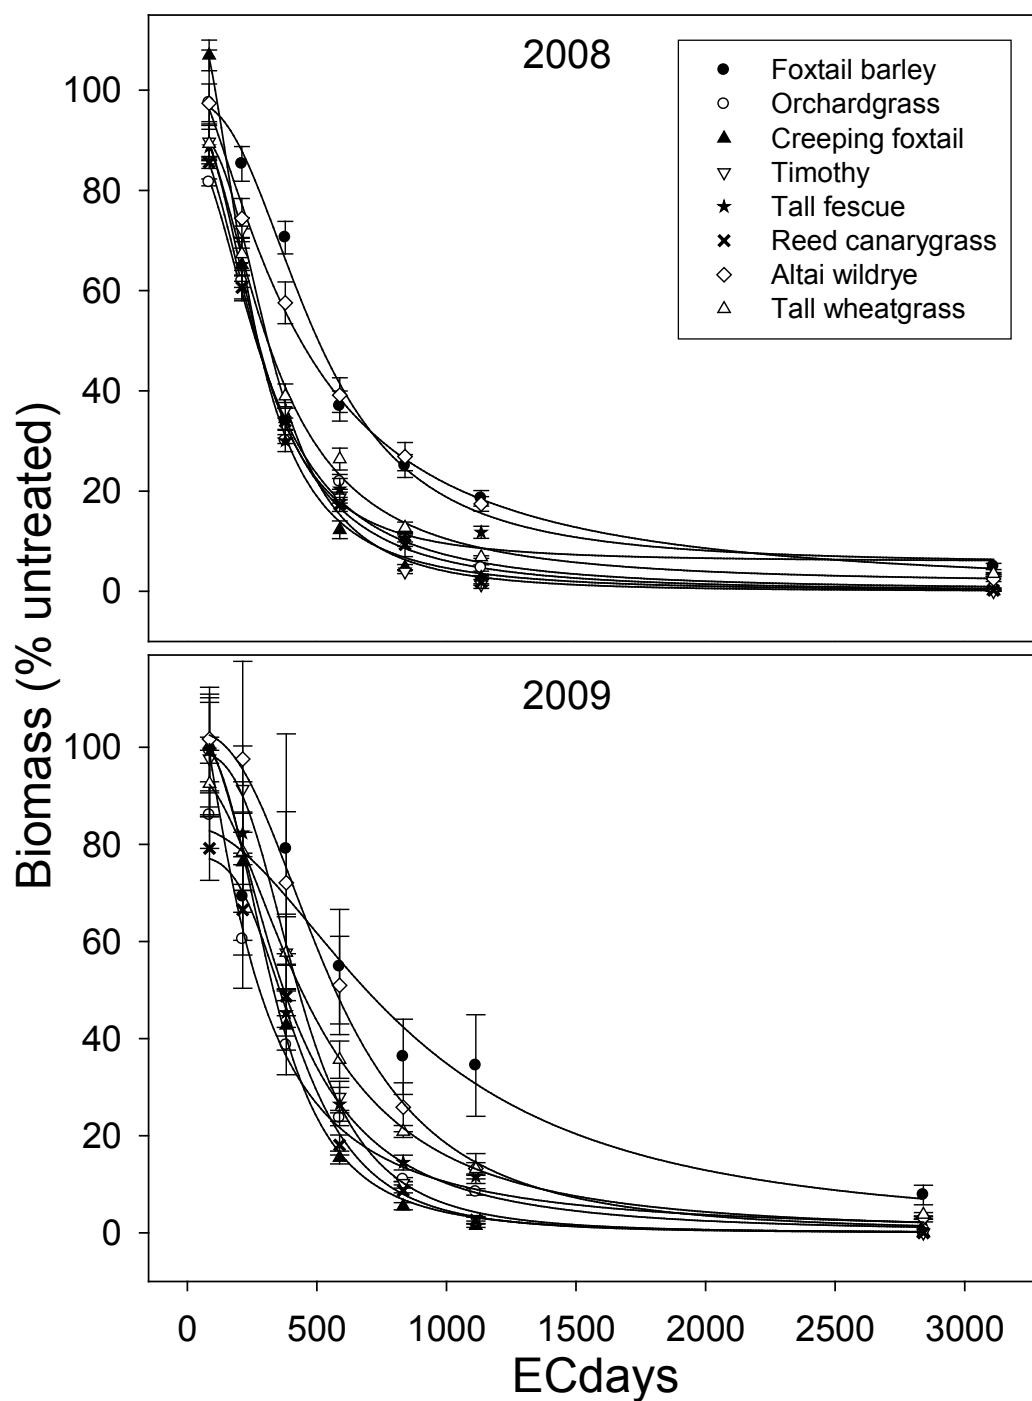 2008
Foxtail barley
Orchardgrass
Creeping foxtail
Timothy
Tall fescue
Reed canarygrass
Altai wildrye
Tall wheatgrass
100
80
60
40
20
0
Biomass (% untreated)
2009
100
80
60
40
20
0
0 500 1000 1500 2000 2500 3000
ECdays